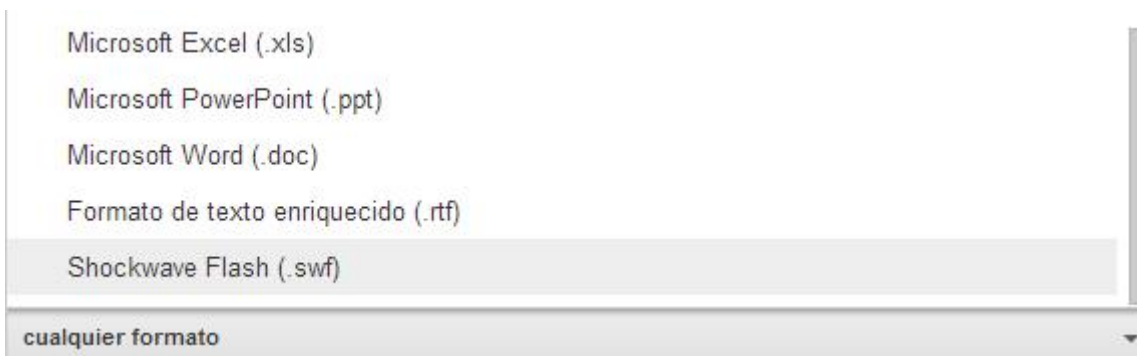 Microsoft Excel (.xls)
Microsoft PowerPoint (.ppt)
Microsoft Word (.doc)
Formato de texto enriquecido (.rtf)
Shockwave Flash (.swf)
cualquier formato